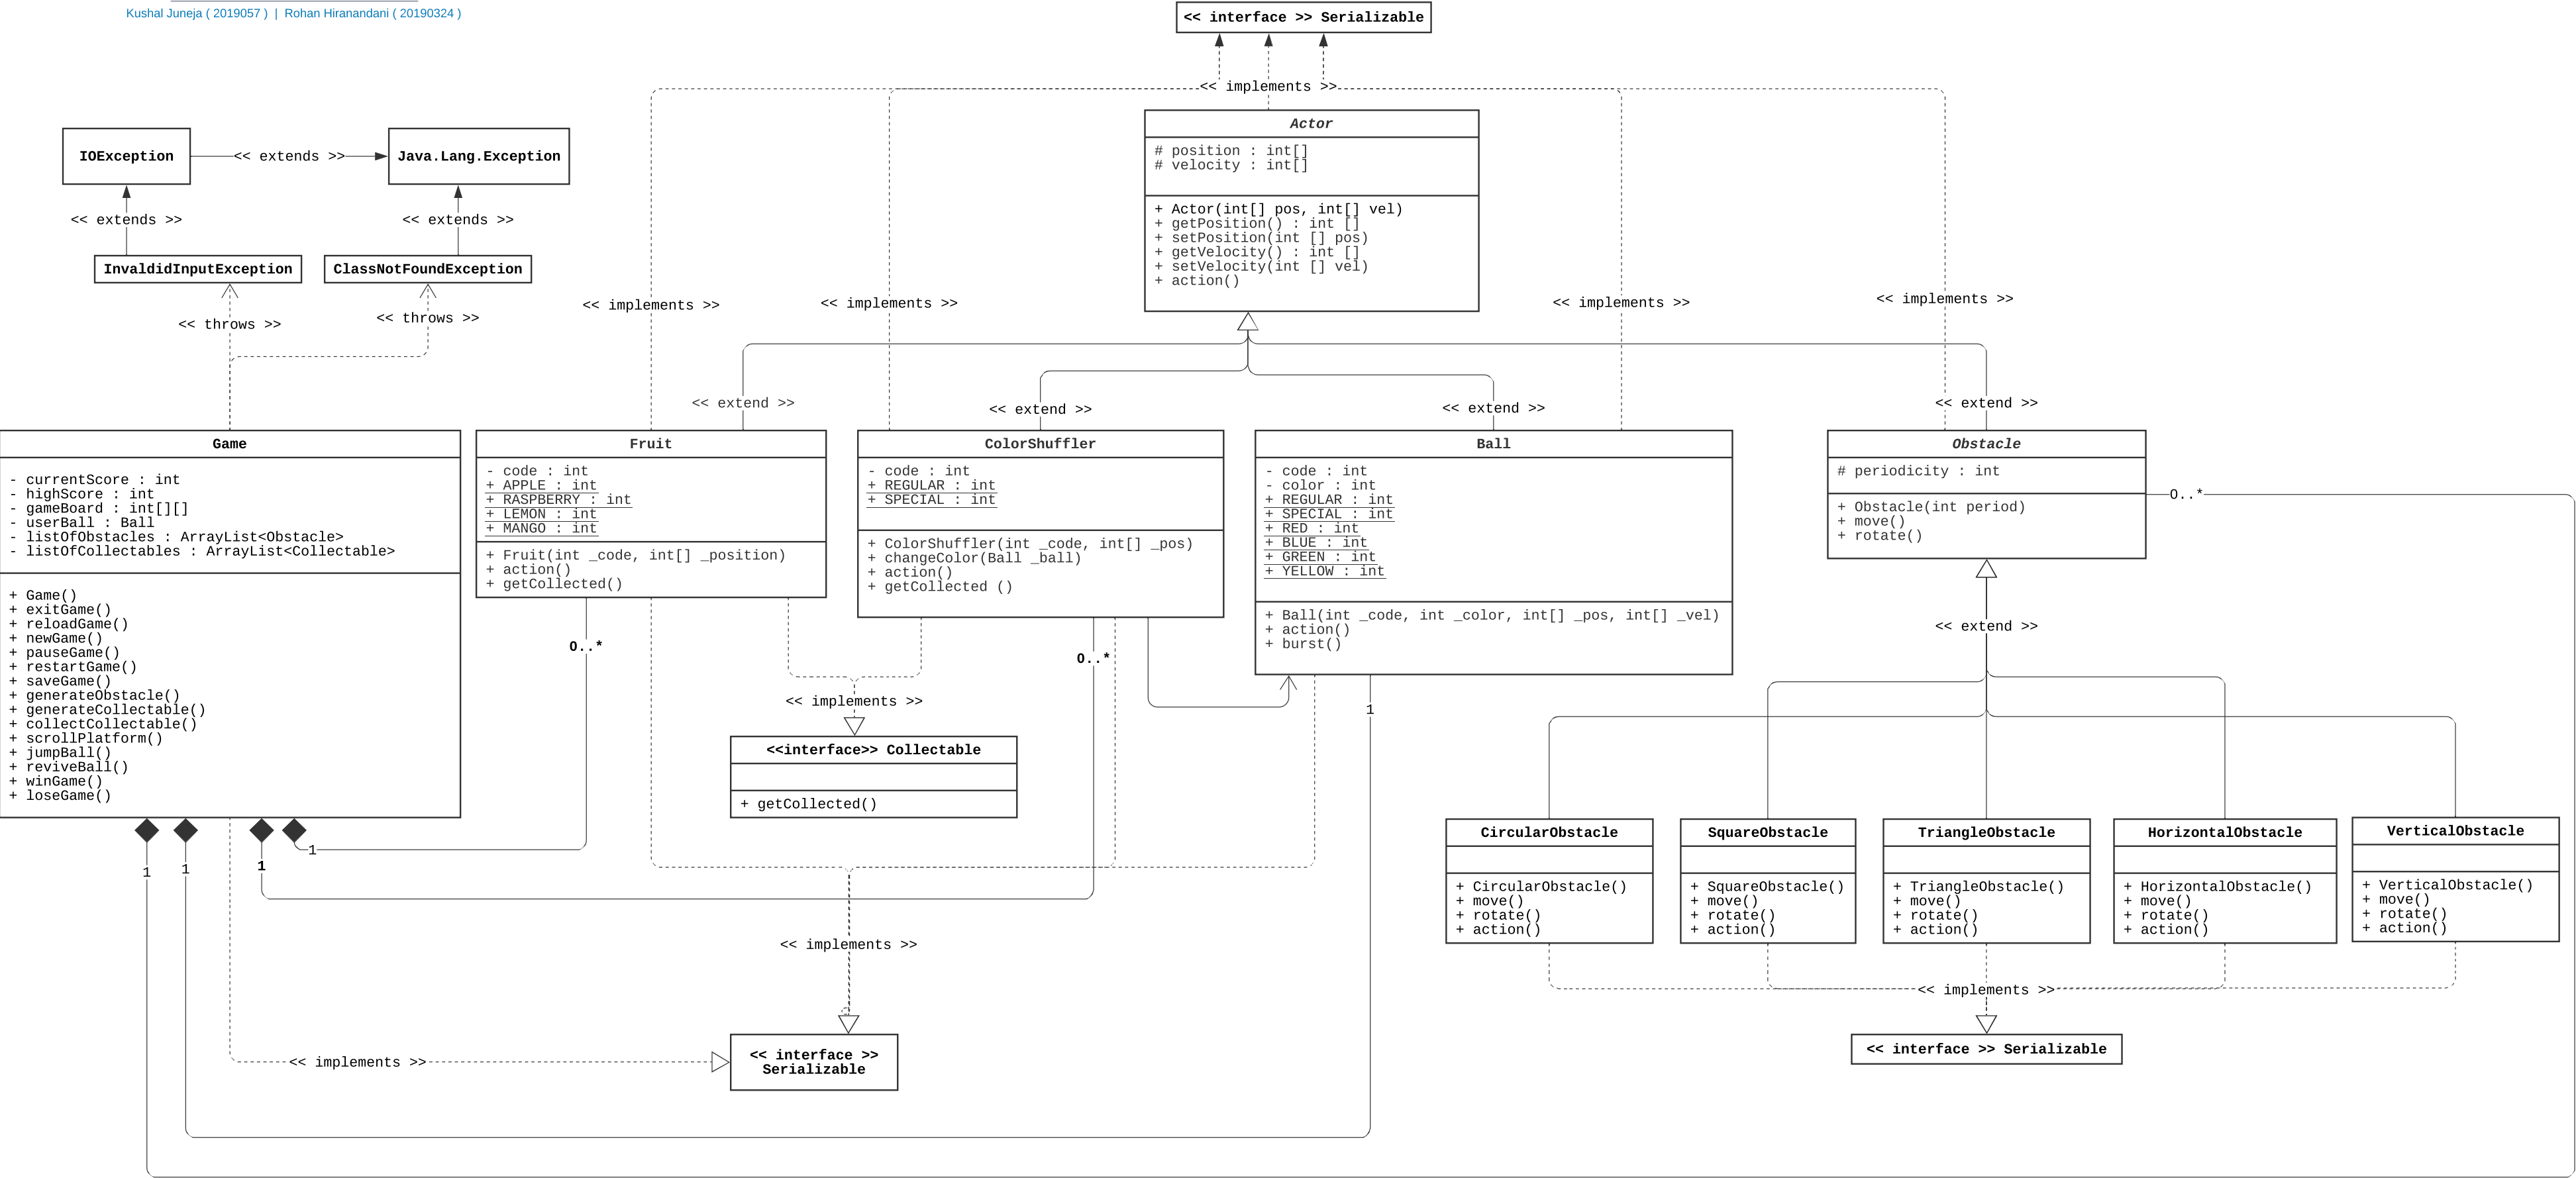 Kushal Juneja ( 2019057 ) | Rohan Hiranandani ( 20190324 )
<< interface >> Serializable
<< implements >>
Actor
# position : int[]
# velocity : int[]
+ Actor(int[] pos, int[] vel)
+ getPosition() : int []
+ setPosition(int [] pos)
+ getVelocity() : int []
+ setVelocity(int [] vel)
+ action()
IOException
<< extends >>
Java.Lang.Exception
<< extends >>
<< extends >>
InvaldidInputException
ClassNotFoundException
<< throws >>
<< throws >>
<< implements >>
<< implements >>
<< implements >>
<< implements >>
<< extend >>
<< extend >>
<< extend >>
<< extend >>
Game
- currentScore : int
- highScore : int
- gameBoard : int[][]
- userBall : Ball
- listOfObstacles : ArrayList<Obstacle>
- listOfCollectables : ArrayList<Collectable>
+ Game()
+ exitGame()
+ reloadGame()
+ newGame()
+ pauseGame()
+ restartGame()
+ saveGame()
+ generateObstacle()
+ generateCollectable()
+ collectCollectable()
+ scrollPlatform()
+ jumpBall()
+ reviveBall()
+ winGame()
+ loseGame()
Fruit
- code : int
+ APPLE : int
+ RASPBERRY : int
+ LEMON : int
+ MANGO : int
+ Fruit(int _code, int[] _position)
+ action()
+ getCollected()
ColorShuffler
- code : int
+ REGULAR : int
+ SPECIAL : int
+ ColorShuffler(int _code, int[] _pos)
+ changeColor(Ball _ball)
+ action()
+ getCollected ()
Ball
- code : int
- color : int
+ REGULAR : int
+ SPECIAL : int
+ RED : int
+ BLUE : int
+ GREEN : int
+ YELLOW : int
+ Ball(int _code, int _color, int[] _pos, int[] _vel)
+ action()
+ burst()
Obstacle
# periodicity : int
+ Obstacle(int period)
+ move()
+ rotate()
0..*
0..*
0..*
1
<< extend >>
<< implements >>
<<interface>> Collectable
+ getCollected()
1
1
1
1
CircularObstacle
+ CircularObstacle()
+ move()
+ rotate()
+ action()
SquareObstacle
+ SquareObstacle()
+ move()
+ rotate()
+ action()
TriangleObstacle
+ TriangleObstacle()
+ move()
+ rotate()
+ action()
HorizontalObstacle
+ HorizontalObstacle()
+ move()
+ rotate()
+ action()
VerticalObstacle
+ VerticalObstacle()
+ move()
+ rotate()
+ action()
<< implements >>
<< implements >>
<< implements >>
<< interface >>
Serializable
<< interface >> Serializable